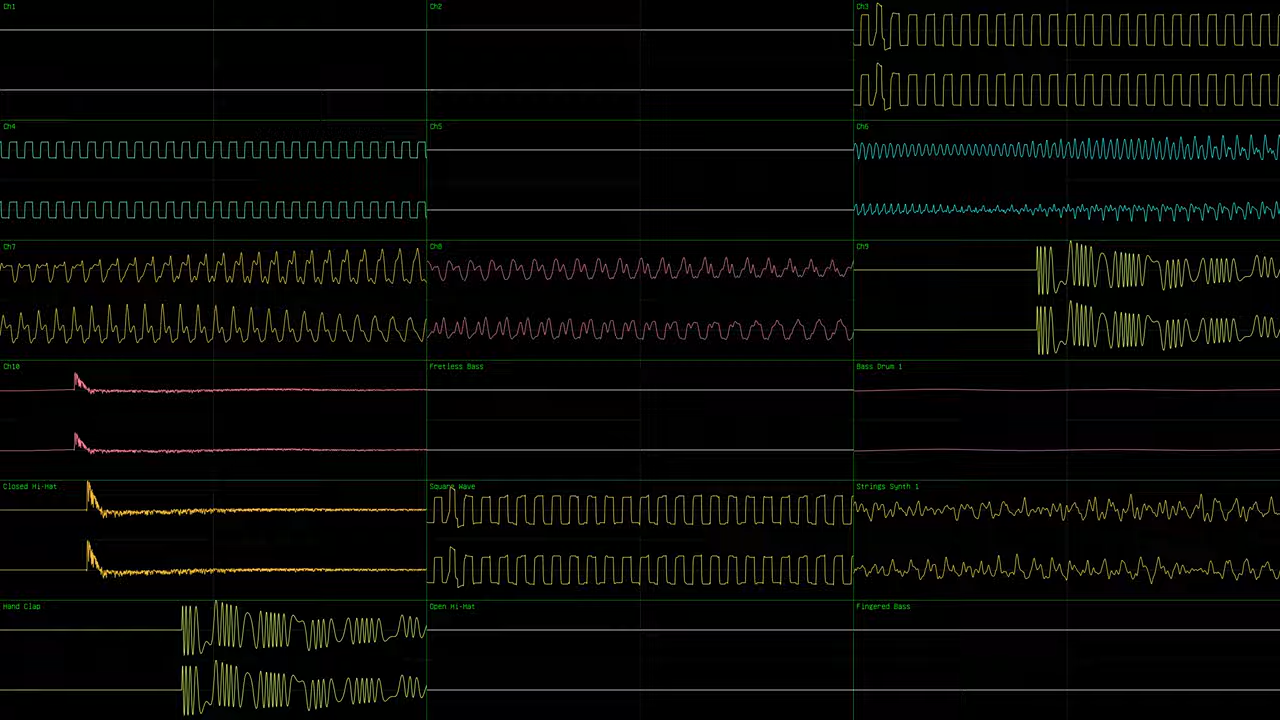 Ch1
Ch2
Ch3
Ch4
Ch5
Ch6
Ch7
Ch8
Ch9
Ch10
Fretless Bass
Bass Drum 1
Closed Hi-Hat
Square Wave
Strings Synth 1
Hand Clap
Open Hi-Hat
Fingered Bass